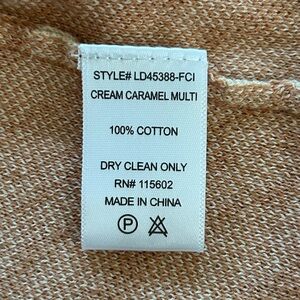 STYLE# LD45388-FCI
CREAM CARAMEL MULTI
100% COTTON
DRY CLEAN ONLY
RN# 115602
MADE IN CHINA
P